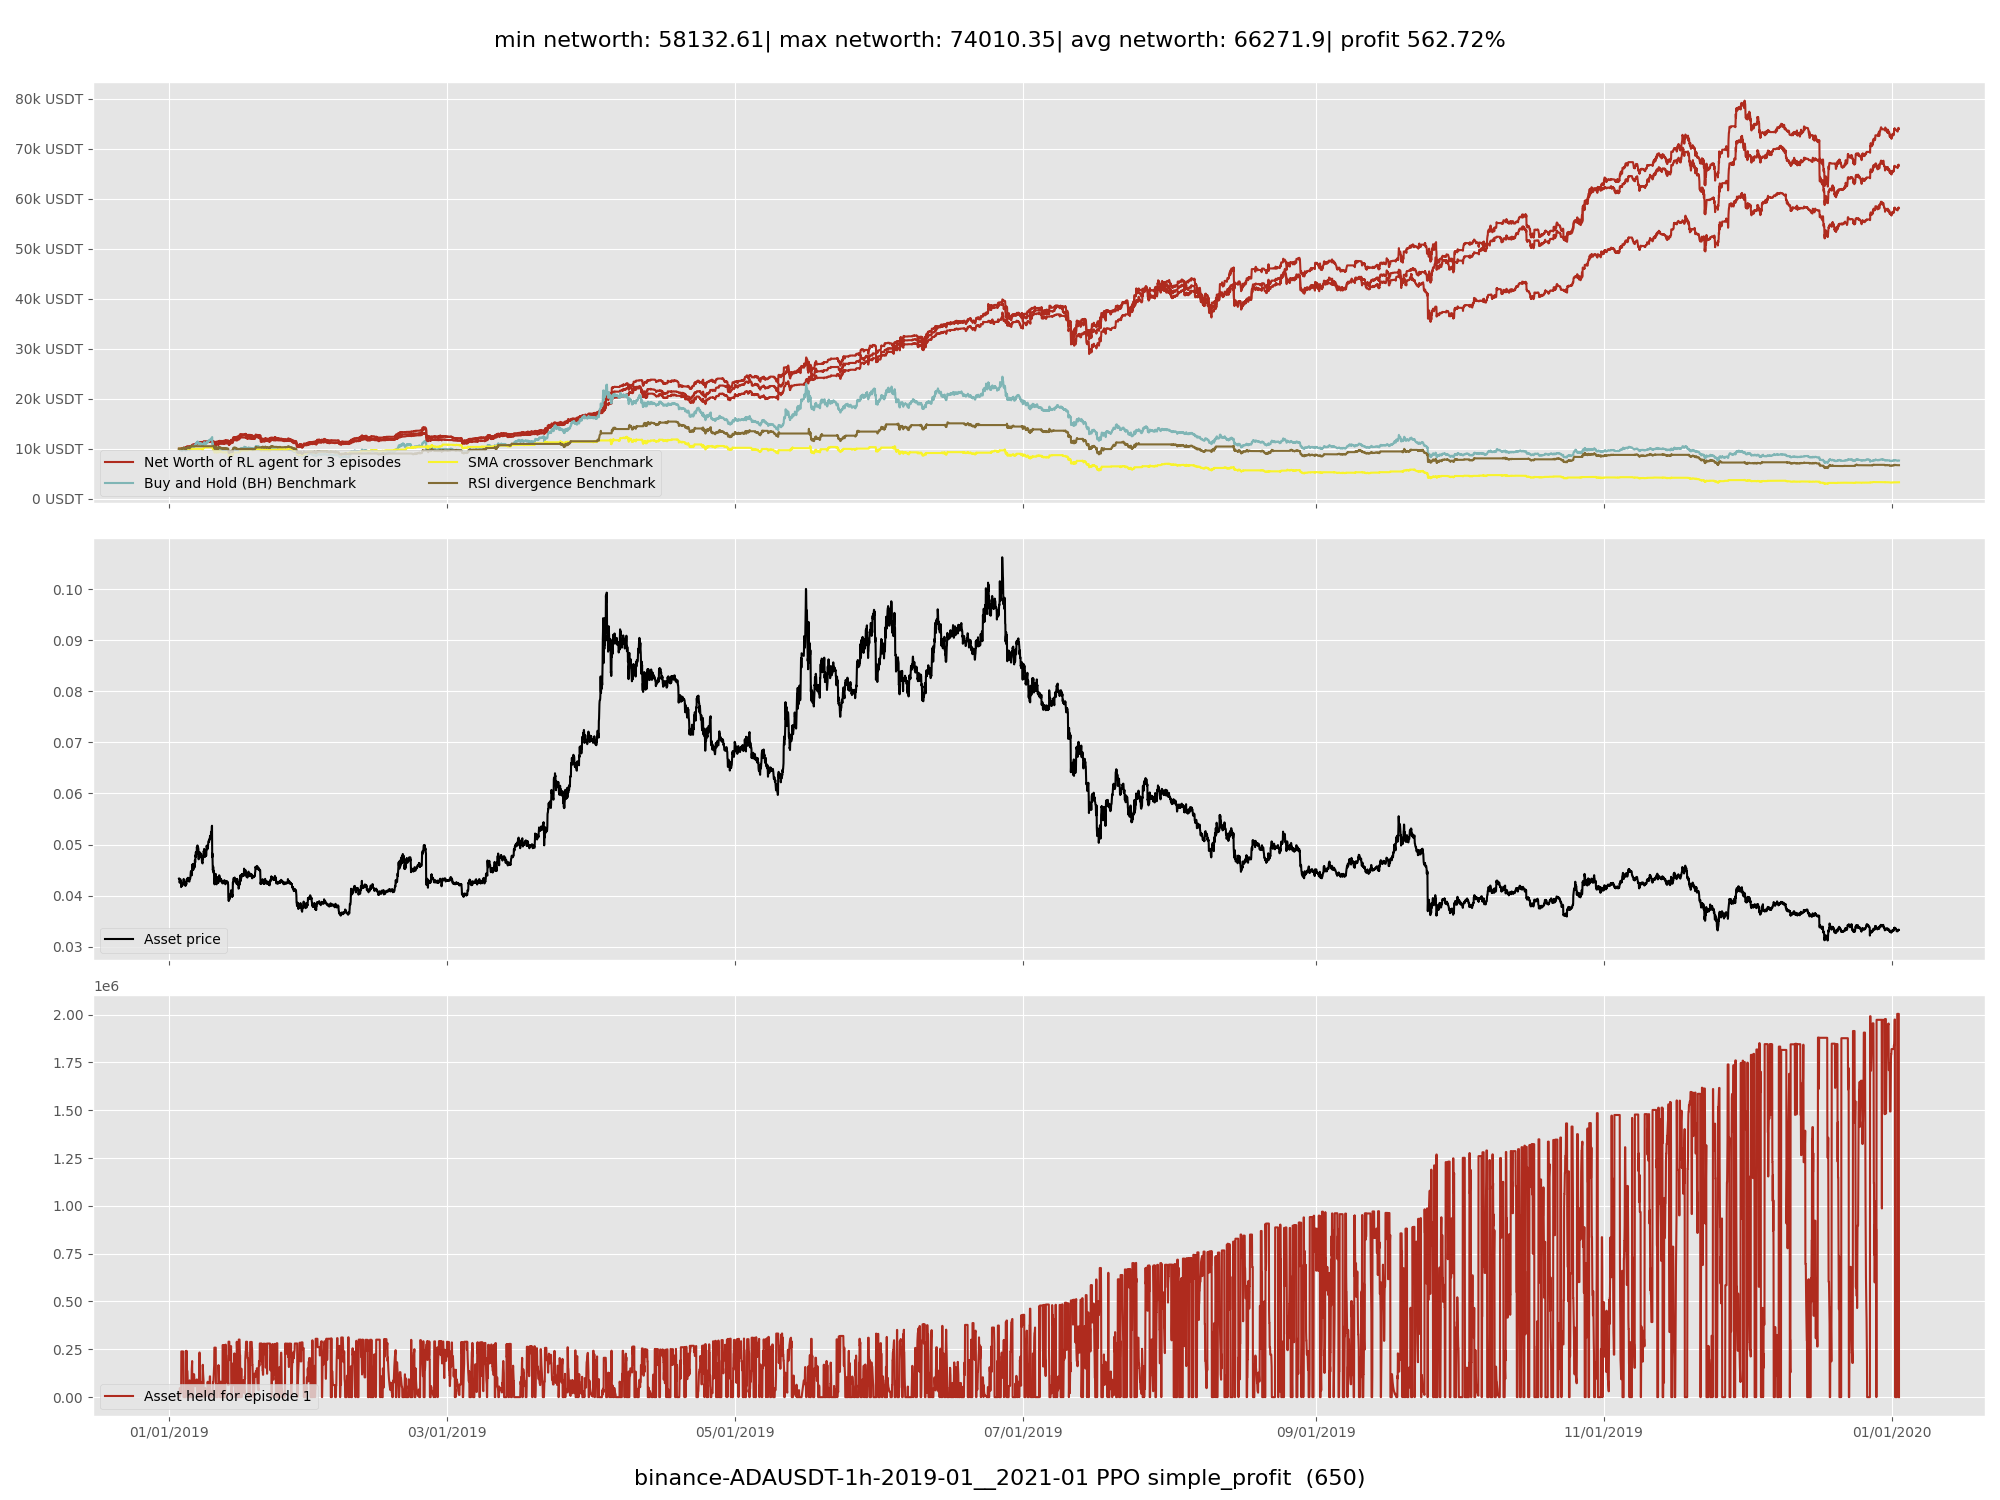 min networth: 58132.61| max networth: 74010.35| avg networth: 66271.9| profit 562.72%
80k USDT
70k USDT
60k USDT
50k USDT
40k USDT
30k USDT
20k USDT
10k USDT
0 USDT
Net Worth of RL agent for 3 episodes
Buy and Hold (BH) Benchmark
SMA crossover Benchmark
RSI divergence Benchmark
0.10
0.09
0.08
0.07
0.06
0.05
0.04
0.03
Asset price
1e6
2.00
1.75
1.50
1.25
1.00
0.75
0.50
0.25
0.00
Asset held for episode 1
01/01/2019 03/01/2019 05/01/2019 07/01/2019 09/01/2019 11/01/2019 01/01/2020
binance-ADAUSDT-1h-2019-01__2021-01 PPO simple_profit (650)